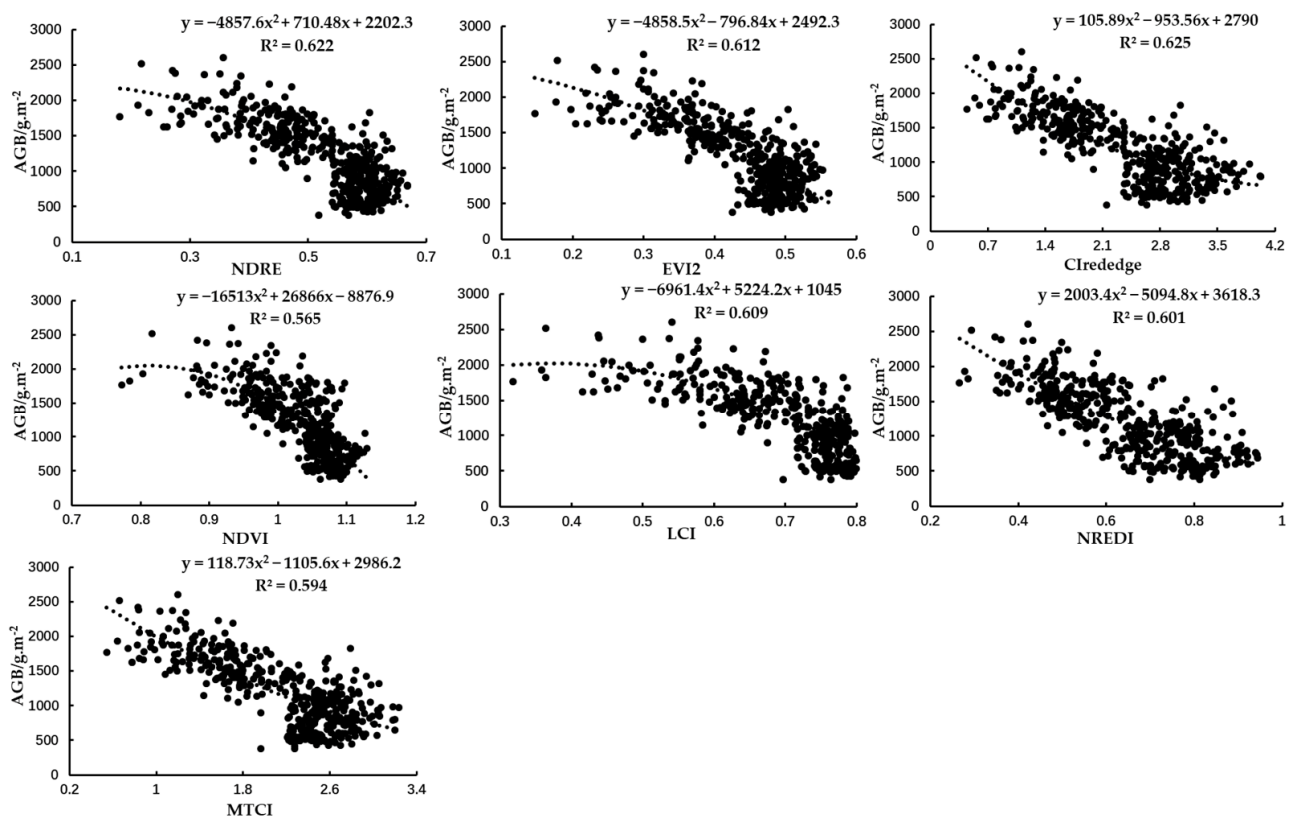 y = −4857.6x² + 710.48x + 2202.3
R² = 0.622
3000
2500
2000
1500
1000
500
0
AGB/g.m⁻²
0.1 0.3 0.5 0.7
NDRE
y = −4858.5x² − 796.84x + 2492.3
R² = 0.612
3000
2500
2000
1500
1000
500
0
AGB/g.m⁻²
0.1 0.2 0.3 0.4 0.5 0.6
EVI2
y = 105.89x² − 953.56x + 2790
R² = 0.625
3000
2500
2000
1500
1000
500
0
AGB/g.m⁻²
0 0.7 1.4 2.1 2.8 3.5 4.2
CIrededge
y = −16513x² + 26866x − 8876.9
R² = 0.565
3000
2500
2000
1500
1000
500
0
AGB/g.m⁻²
0.7 0.8 0.9 1 1.1 1.2
NDVI
y = −6961.4x² + 5224.2x + 1045
R² = 0.609
3000
2500
2000
1500
1000
500
0
AGB/g.m⁻²
0.3 0.4 0.5 0.6 0.7 0.8
LCI
y = 2003.4x² − 5094.8x + 3618.3
R² = 0.601
3000
2500
2000
1500
1000
500
0
AGB/g.m⁻²
0.2 0.4 0.6 0.8 1
NREDI
y = 118.73x² − 1105.6x + 2986.2
R² = 0.594
3000
2500
2000
1500
1000
500
0
AGB/g.m⁻²
0.2 1 1.8 2.6 3.4
MTCI